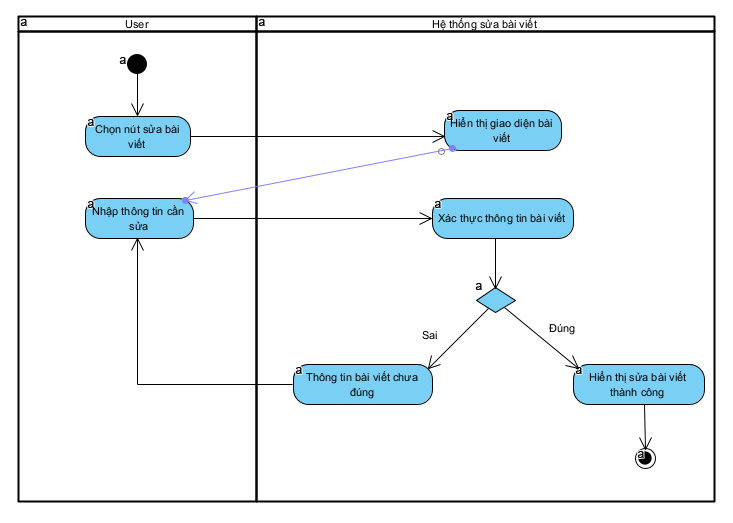 a
User
a
Hệ thống sửa bài viết
a
a
Chọn nút sửa bài
viết
a
Hiển thị giao diện bài
viết
a
Nhập thông tin cần
sửa
a
Xác thực thông tin bài viết
a
Sai
Đúng
a
Thông tin bài viết chưa
đúng
a
Hiển thị sửa bài viết
thành công
a